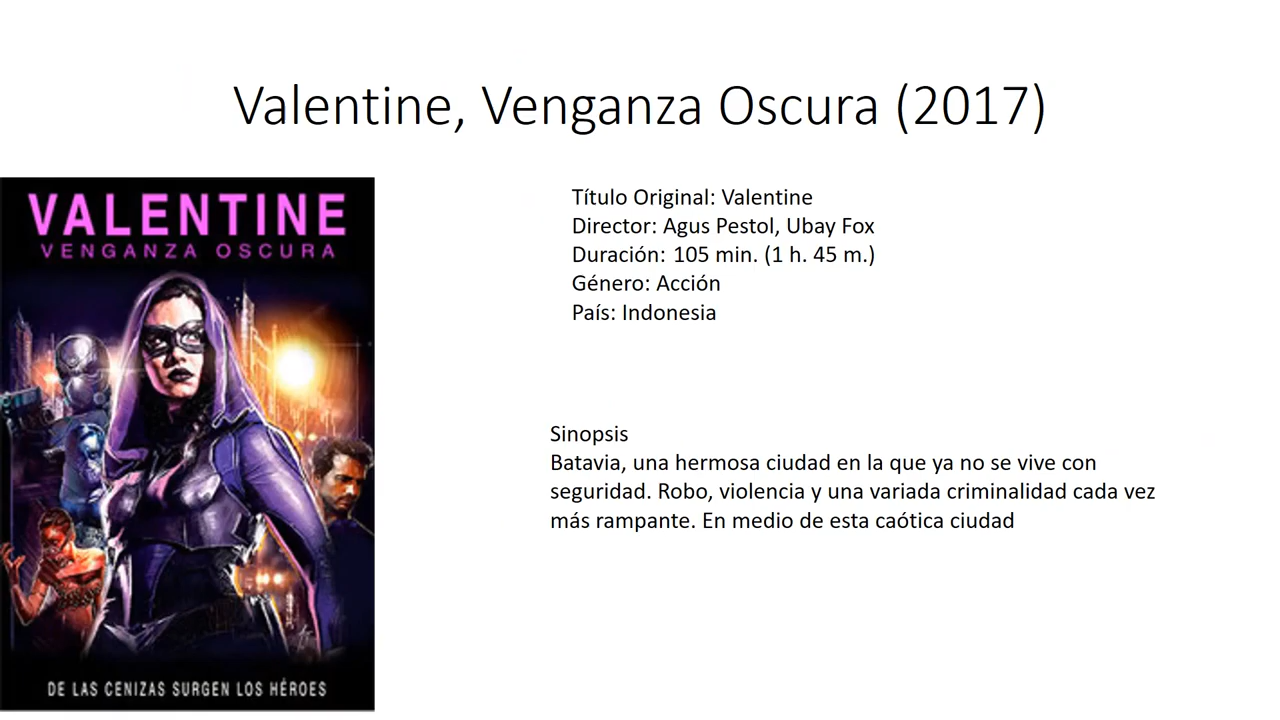 Valentine, Venganza Oscura (2017)
VALENTINE
VENGANZA OSCURA
DE LAS CENIZAS SURGEN LOS HÉROES
Título Original: Valentine
Director: Agus Pestol, Ubay Fox
Duración: 105 min. (1 h. 45 m.)
Género: Acción
País: Indonesia
Sinopsis
Batavia, una hermosa ciudad en la que ya no se vive con
seguridad. Robo, violencia y una variada criminalidad cada vez
más rampante. En medio de esta caótica ciudad